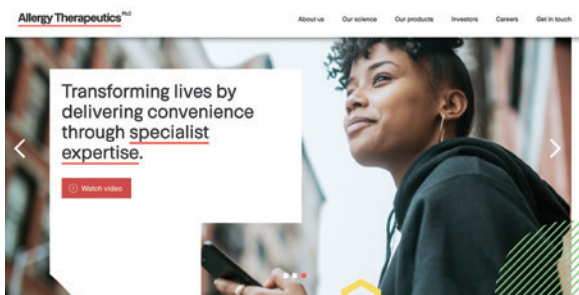 Allergy Therapeutics PLC
About us Our science Our products Investors Careers Get in touch
Transforming lives by
delivering convenience
through specialist
expertise.
Watch video